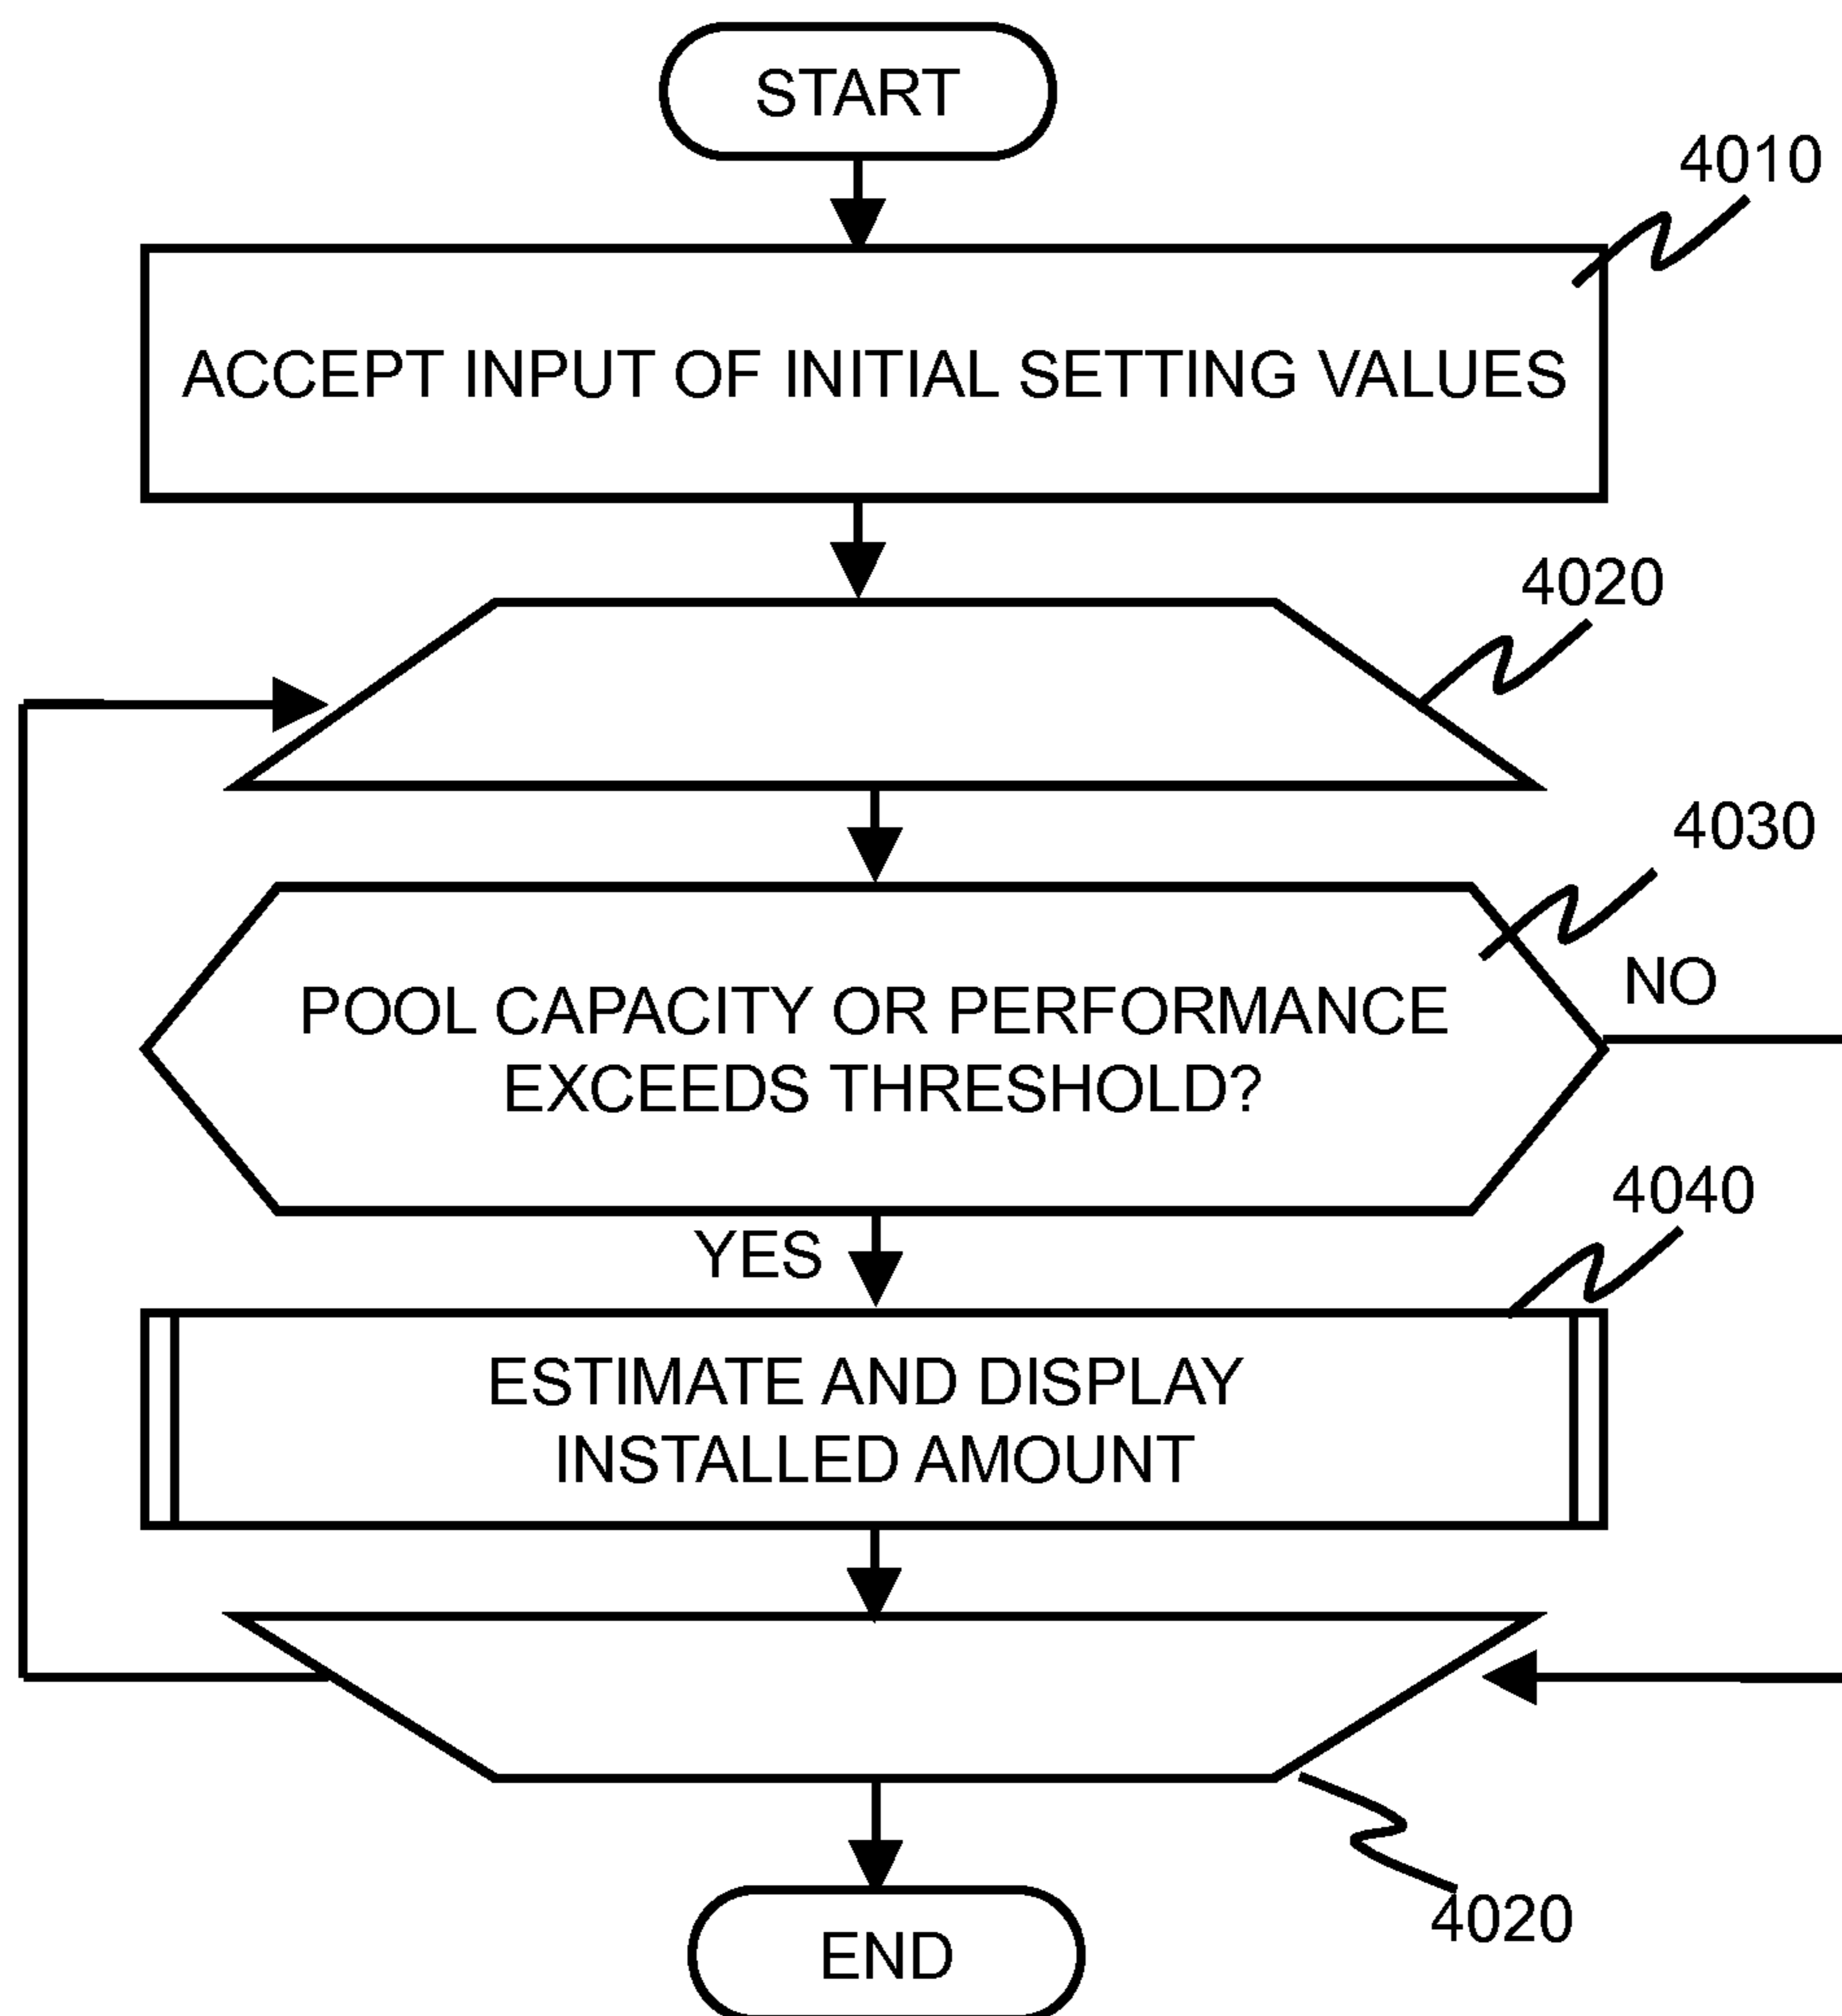 START
4010
ACCEPT INPUT OF INITIAL SETTING VALUES
4020
4030
POOL CAPACITY OR PERFORMANCE
EXCEEDS THRESHOLD?
NO
YES
4040
ESTIMATE AND DISPLAY
INSTALLED AMOUNT
4020
END